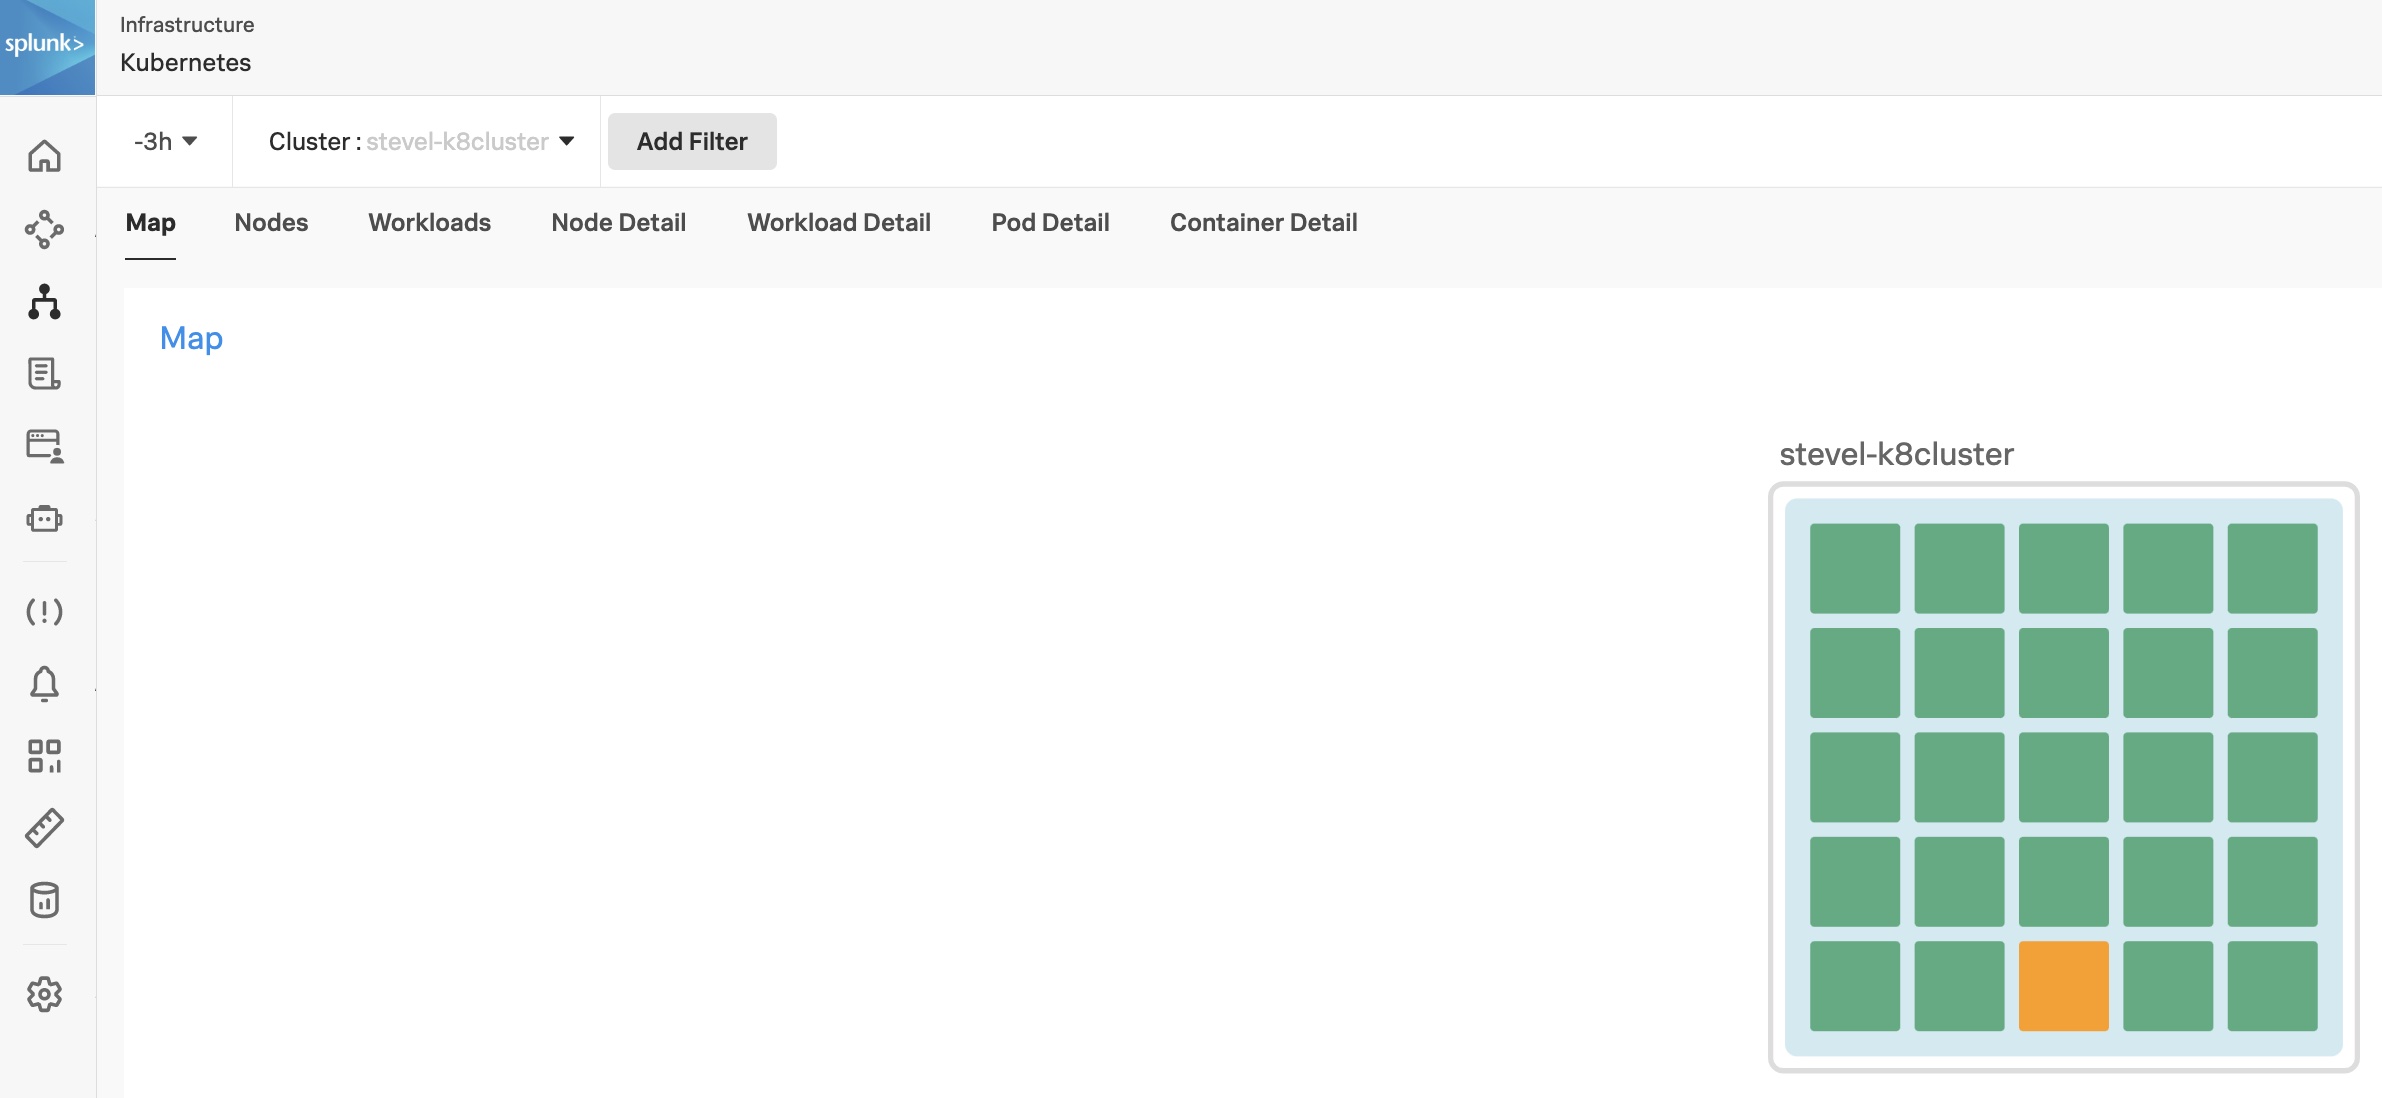 splunk>
Infrastructure
Kubernetes
-3h
Cluster : stevel-k8cluster
Add Filter
Map Nodes Workloads Node Detail Workload Detail Pod Detail Container Detail
Map
stevel-k8cluster